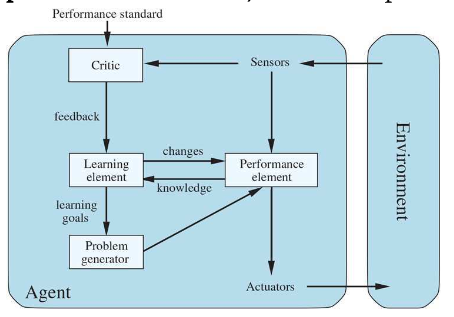 Performance standard
Critic
Sensors
feedback
changes
Learning
element
Performance
element
knowledge
learning
goals
Problem
generator
Agent
Actuators
Environment